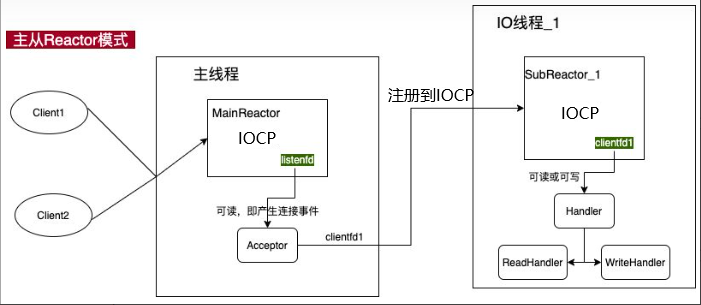 主从Reactor模式
Client1
Client2
主线程
MainReactor
IOCP
listenfd
可读，即产生连接事件
Acceptor
clientfd1
注册到IOCP
IO线程_1
SubReactor_1
IOCP
clientfd1
可读或可写
Handler
ReadHandler
WriteHandler